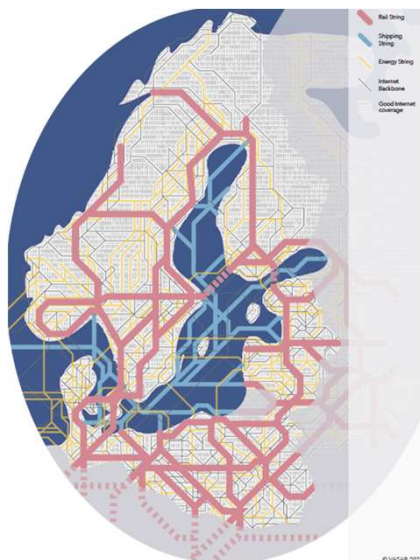 Rail String
Shipping
String
Energy String
Internet
Backbone
Good Internet
coverage